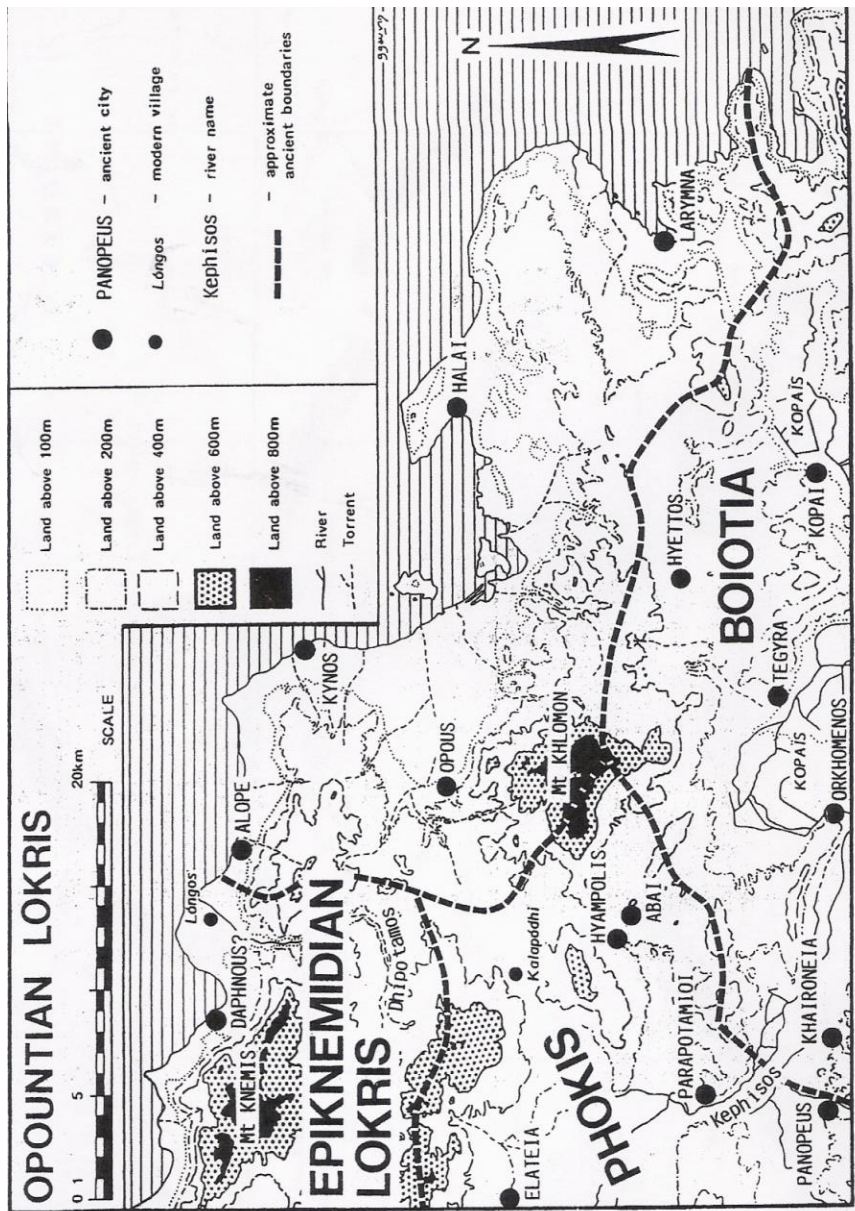 OPOUNTIAN LOKRIS
0 1
5
20km
SCALE
Land above 100m
Land above 200m
Land above 400m
Land above 600m
Land above 800m
River
Torrent
PANOPEUS – ancient city
Lóngos – modern village
Kephisos – river name
– approximate
ancient boundaries
N
Lóngos
ALOPE
DAPHNOUS?
Mt KNEMIS
KYNOS
EPIKNEMIDIAN
LOKRIS
Dhipotamos
OPOUS
HALAI
ELATEIA
Kalapódhi
Mt KHLOMON
PHOKIS
HYAMPOLIS
ABAI
LARYMNA
HYETTOS
BOIOTIA
PARAPOTAMIOI
Kephisos
TEGYRA
KOPAÏS
KOPAI
KOPAÏS
PANOPEUS
KHAIRONEIA
ORKHOMENOS